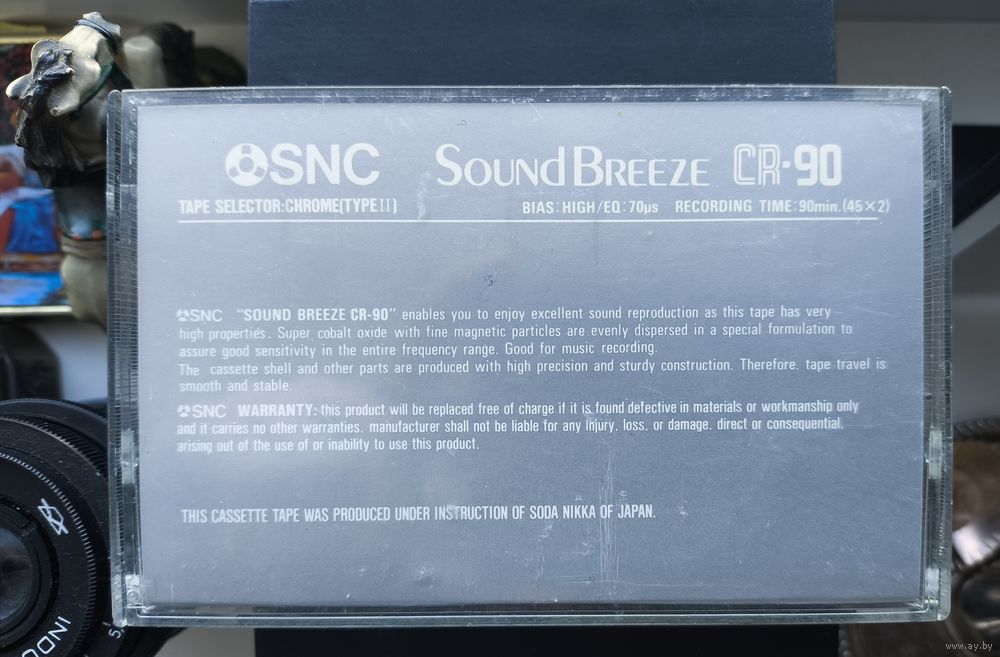 SNC SOUND BREEZE CR-90
TAPE SELECTOR:CHROME(TYPE II) BIAS:HIGH/EQ:70µs RECORDING TIME:90min.(45×2)
SNC "SOUND BREEZE CR-90" enables you to enjoy excellent sound reproduction as this tape has very
high properties. Super cobalt oxide with fine magnetic particles are evenly dispersed in a special formulation to
assure good sensitivity in the entire frequency range. Good for music recording.
The cassette shell and other parts are produced with high precision and sturdy construction. Therefore. tape travel is
smooth and stable.
SNC WARRANTY: this product will be replaced free of charge if it is found defective in materials or workmanship only
and it carries no other warranties. manufacturer shall not be liable for any injury. loss. or damage. direct or consequential.
arising out of the use of or inability to use this product.
THIS CASSETTE TAPE WAS PRODUCED UNDER INSTRUCTION OF SODA NIKKA OF JAPAN.
www.ay.by